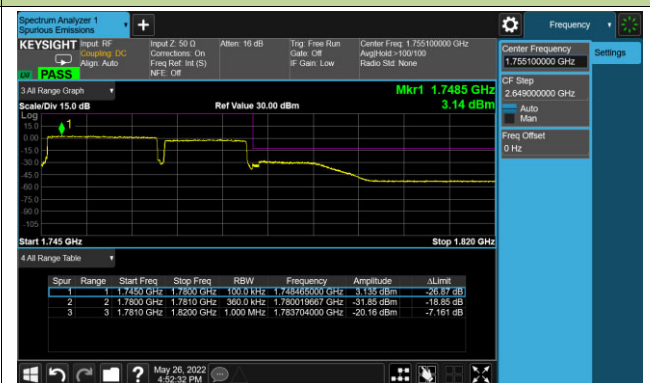 Spectrum Analyzer 1
Spurious Emissions
Frequency
KEYSIGHT
Input: RF
Coupling: DC
Align: Auto
Input Z: 50 Ω
Corrections: On
Freq Ref: Int (S)
NFE: Off
Atten: 16 dB
Trig: Free Run
Gate: Off
IF Gain: Low
Center Freq: 1.755100000 GHz
Avg|Hold:>100/100
Radio Std: None
PASS
Center Frequency
1.755100000 GHz
Settings
CF Step
2.649000000 GHz
Auto
Man
Freq Offset
0 Hz
3 All Range Graph
Mkr1 1.7485 GHz
3.14 dBm
Scale/Div 15.0 dB
Ref Value 30.00 dBm
Log
15.0
0.00
-15.0
-30.0
-45.0
-60.0
-75.0
-90.0
-105
1
Start 1.745 GHz
Stop 1.820 GHz
4 All Range Table
Spur Range Start Freq Stop Freq RBW Frequency Amplitude ΔLimit
1 1 1.7450 GHz 1.7800 GHz 100.0 kHz 1.748465000 GHz 3.135 dBm -26.87 dB
2 2 1.7800 GHz 1.7810 GHz 360.0 kHz 1.780019667 GHz -31.85 dBm -18.85 dB
3 3 1.7810 GHz 1.8200 GHz 1.000 MHz 1.783704000 GHz -20.16 dBm -7.161 dB
May 26, 2022
4:52:32 PM